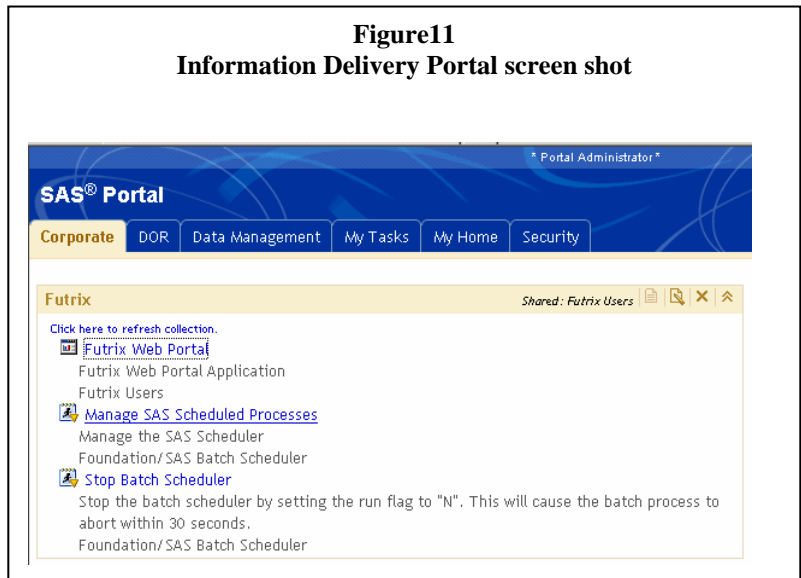 Figure11
Information Delivery Portal screen shot
* Portal Administrator *
SAS® Portal
Corporate DOR Data Management My Tasks My Home Security
Futrix Shared: Futrix Users
Click here to refresh collection.
Futrix Web Portal
Futrix Web Portal Application
Futrix Users
Manage SAS Scheduled Processes
Manage the SAS Scheduler
Foundation/SAS Batch Scheduler
Stop Batch Scheduler
Stop the batch scheduler by setting the run flag to "N". This will cause the batch process to
abort within 30 seconds.
Foundation/SAS Batch Scheduler